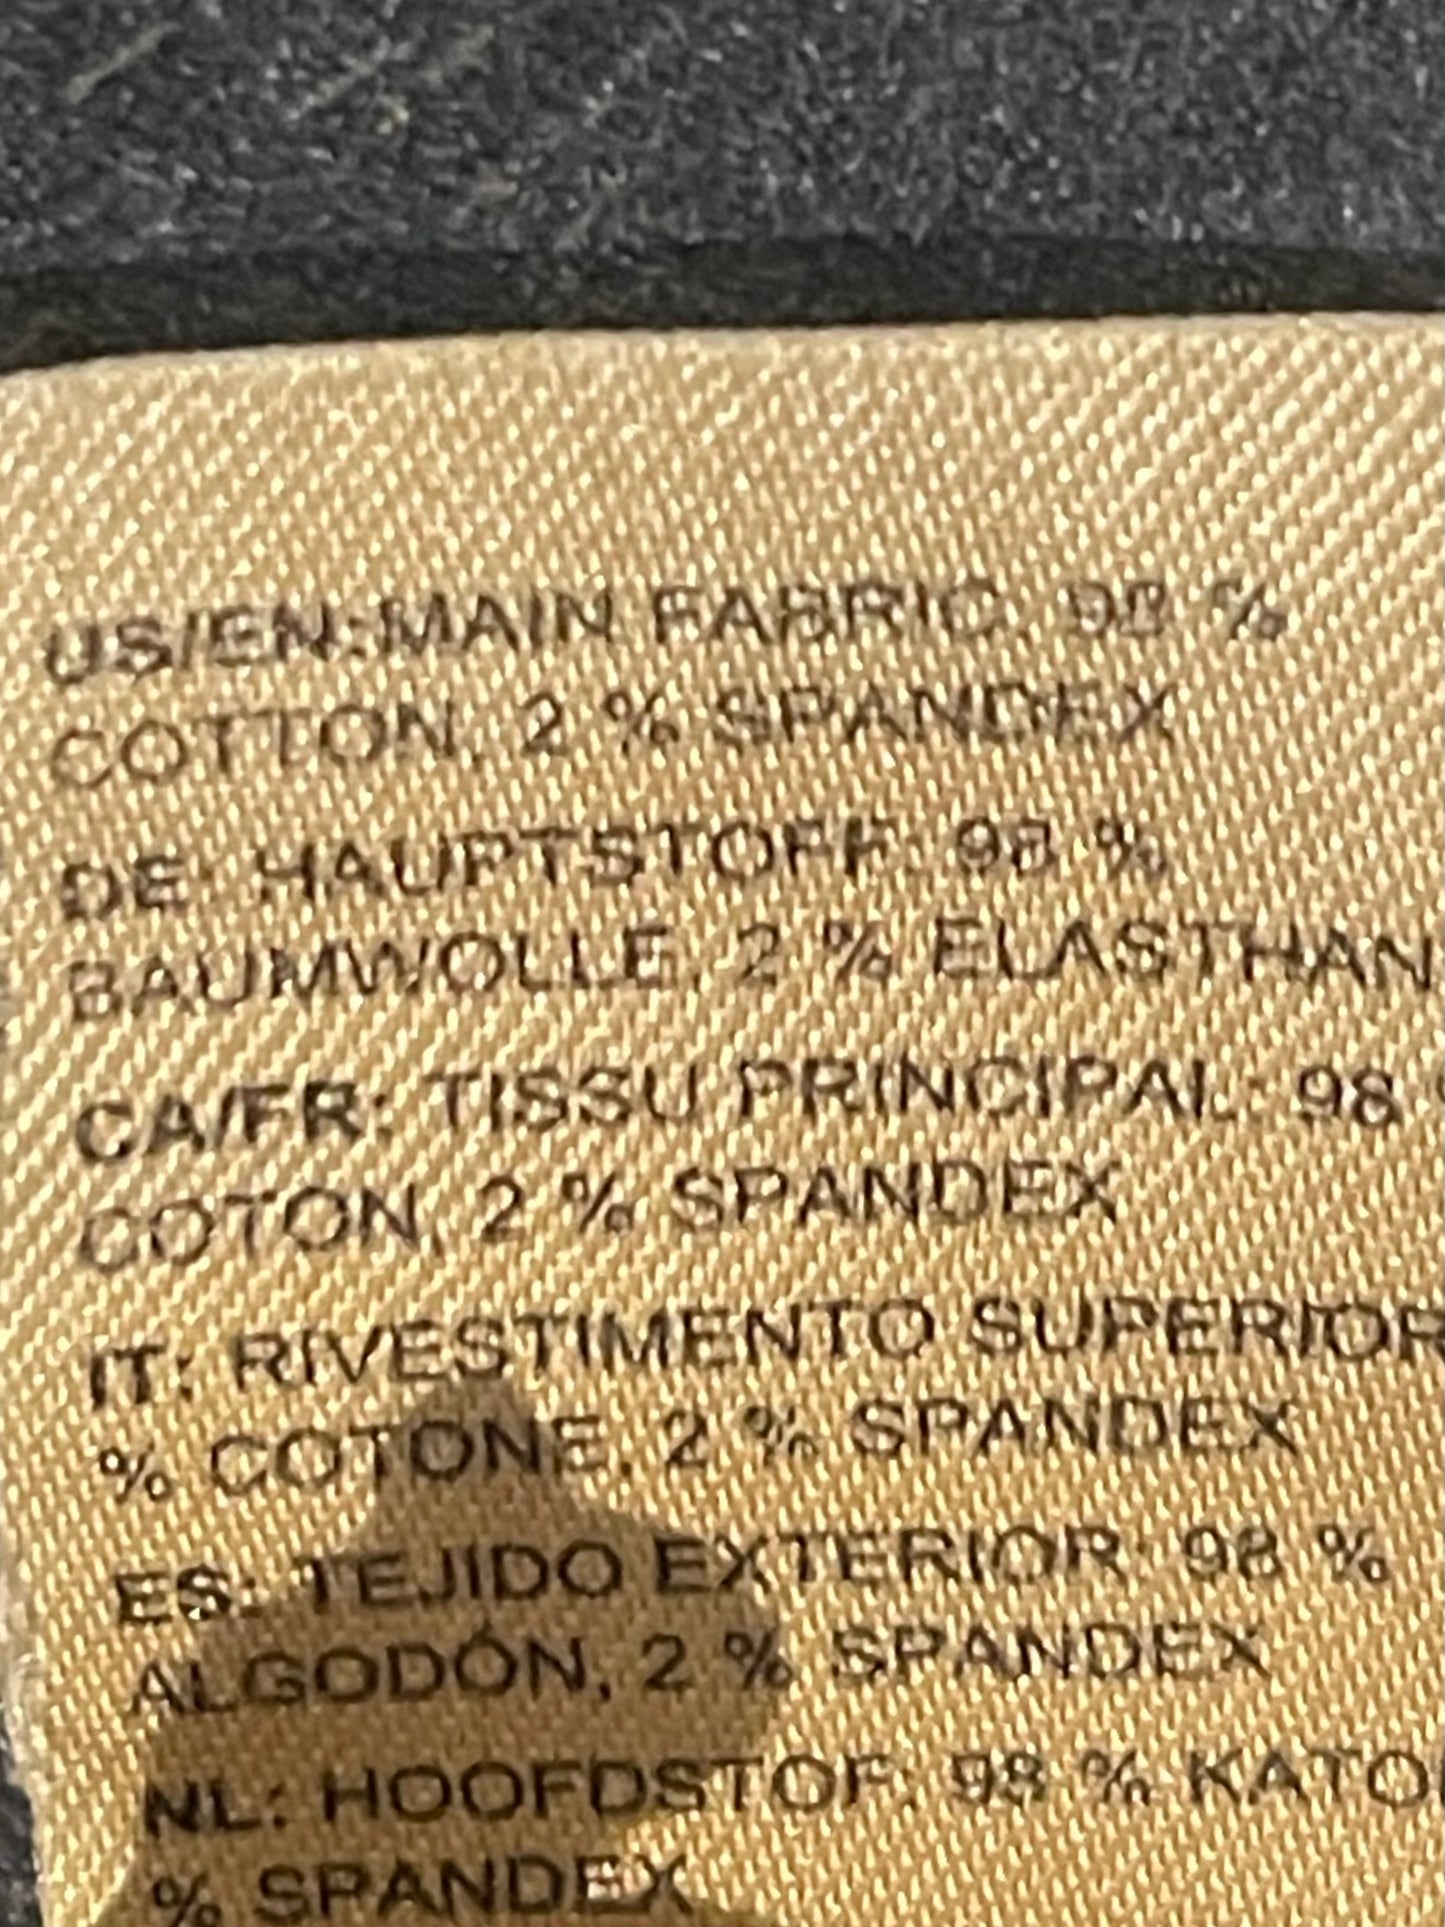 US/EN:MAIN FABRIC: 98 %
COTTON, 2 % SPANDEX
DE: HAUPTSTOFF: 98 %
BAUMWOLLE, 2 % ELASTHAN
CA/FR: TISSU PRINCIPAL: 98
COTON, 2 % SPANDEX
IT: RIVESTIMENTO SUPERIOR
% COTONE, 2 % SPANDEX
ES: TEJIDO EXTERIOR: 98 %
ALGODÓN, 2 % SPANDEX
NL: HOOFDSTOF: 98 % KATO
% SPANDEX